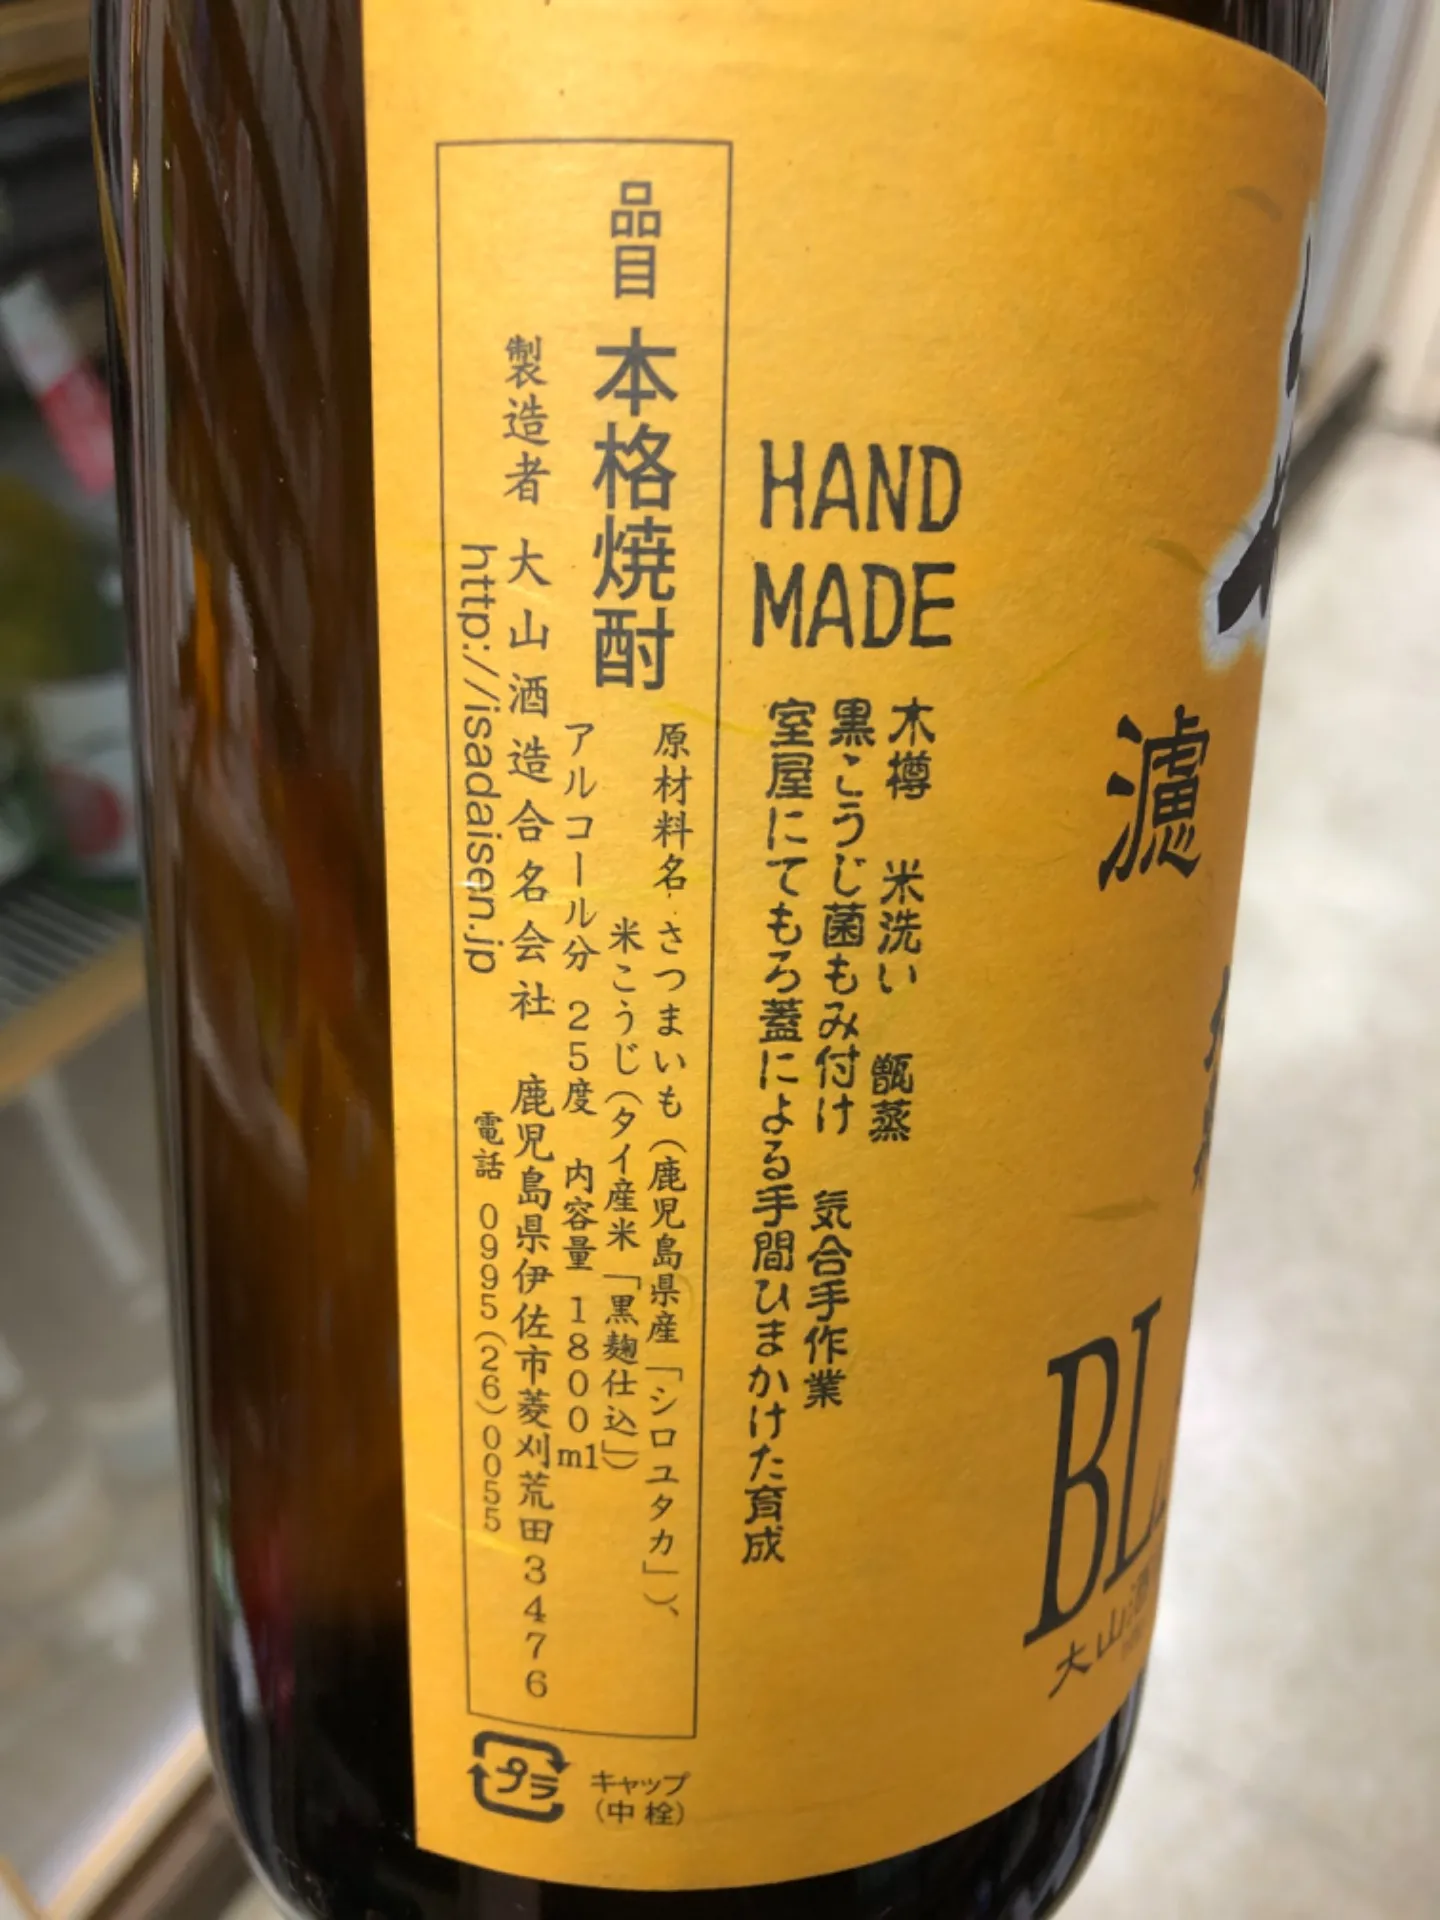 濾
BL
大山酒
HAND
MADE
木樽 米洗い 甑蒸
黒こうじ菌もみ付け 気合手作業
室屋にてもろ蓋による手間ひまかけた育成
品目 本格焼酎
原材料名 さつまいも(鹿児島県産「シロユタカ」)、
米こうじ(タイ産米「黒麹仕込」)
アルコール分 25度 内容量 1800ml
製造者 大山酒造合名会社 鹿児島県伊佐市菱刈荒田3476
http://isadaisen.jp 電話 0995(26)0055
プラ
キャップ
(中栓)